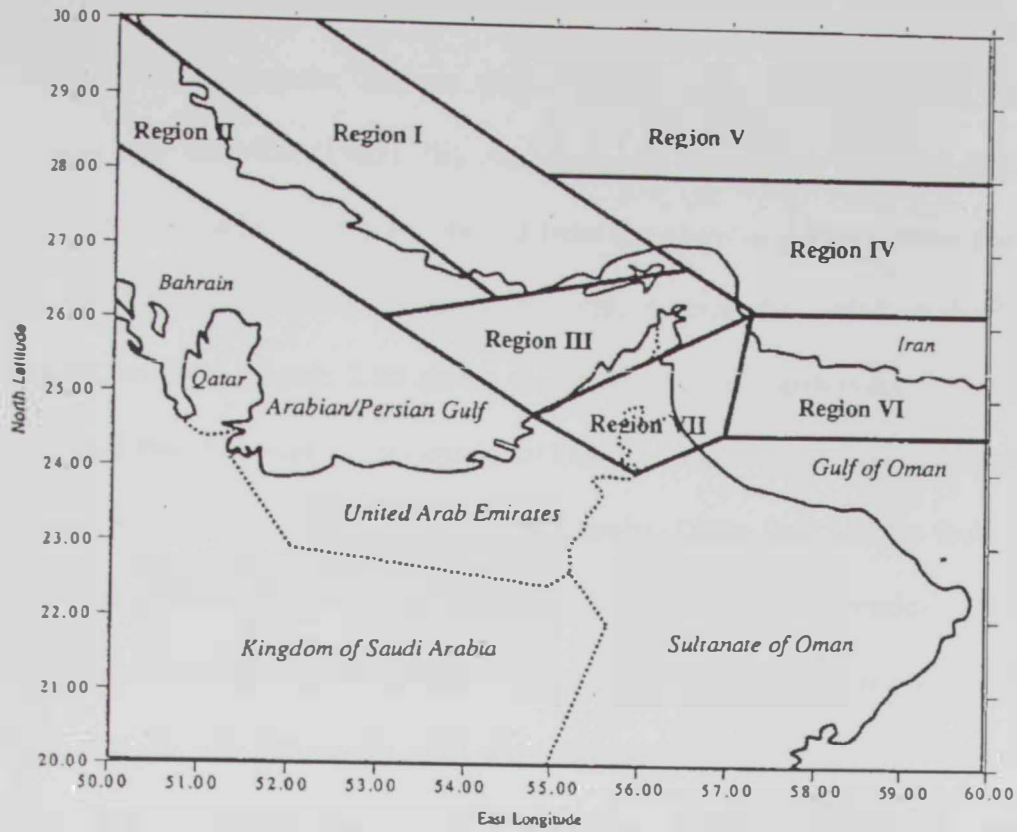 30.00
29.00
28.00
27.00
26.00
25.00
24.00
23.00
22.00
21.00
20.00
North Latitude
Region II
Region I
Region V
Region IV
Bahrain
Region III
Iran
Qatar
Arabian/Persian Gulf
Region VI
Region VII
Gulf of Oman
United Arab Emirates
Kingdom of Saudi Arabia
Sultanate of Oman
50.00 51.00 52.00 53.00 54.00 55.00 56.00 57.00 58.00 59.00 60.00
East Longitude